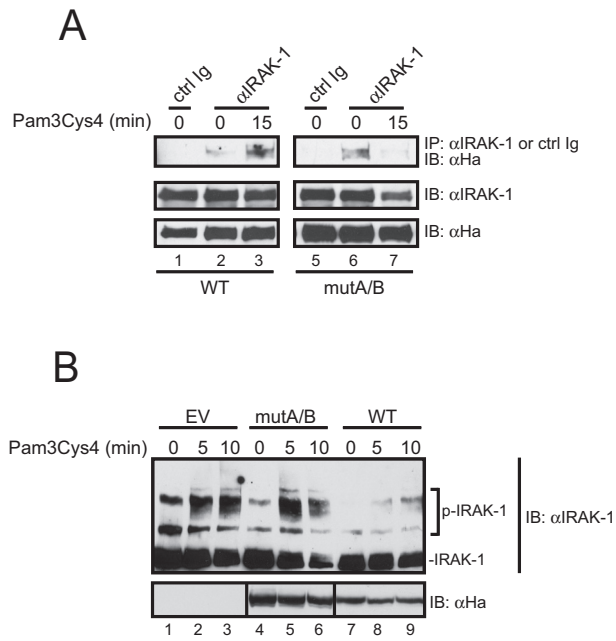 A
ctrl Ig αIRAK-1 ctrl Ig αIRAK-1
Pam3Cys4 (min) 0 0 15 0 0 15
IP: αIRAK-1 or ctrl Ig
IB: αHa
IB: αIRAK-1
IB: αHa
1 2 3 5 6 7
WT mutA/B
B
EV mutA/B WT
Pam3Cys4 (min) 0 5 10 0 5 10 0 5 10
p-IRAK-1
IB: αIRAK-1
-IRAK-1
IB: αHa
1 2 3 4 5 6 7 8 9